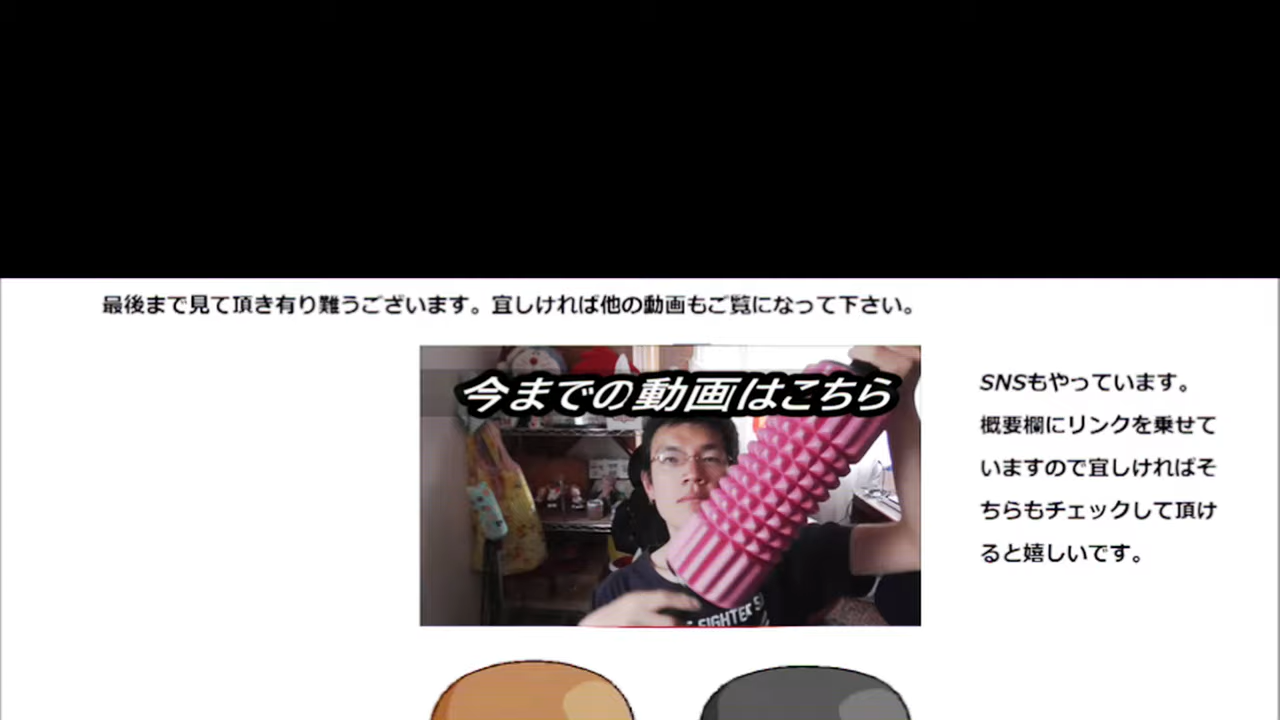 最後まで見て頂き有り難うございます。宜しければ他の動画もご覧になって下さい。
今までの動画はこちら
SNSもやっています。
概要欄にリンクを乗せて
いますので宜しければそ
ちらもチェックして頂け
ると嬉しいです。
FIGHTER